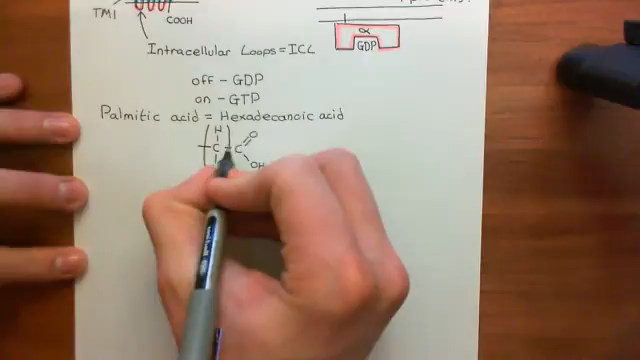 TM1
COOH
α
GDP
Intracellular Loops = ICL
off - GDP
on - GTP
Palmitic acid = Hexadecanoic acid
H
O
C C
OH